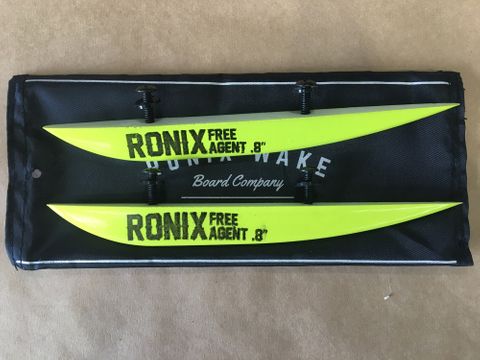 RONIX FREE
AGENT .8"
RONIX WAKE
Board Company
RONIX FREE
AGENT .8"